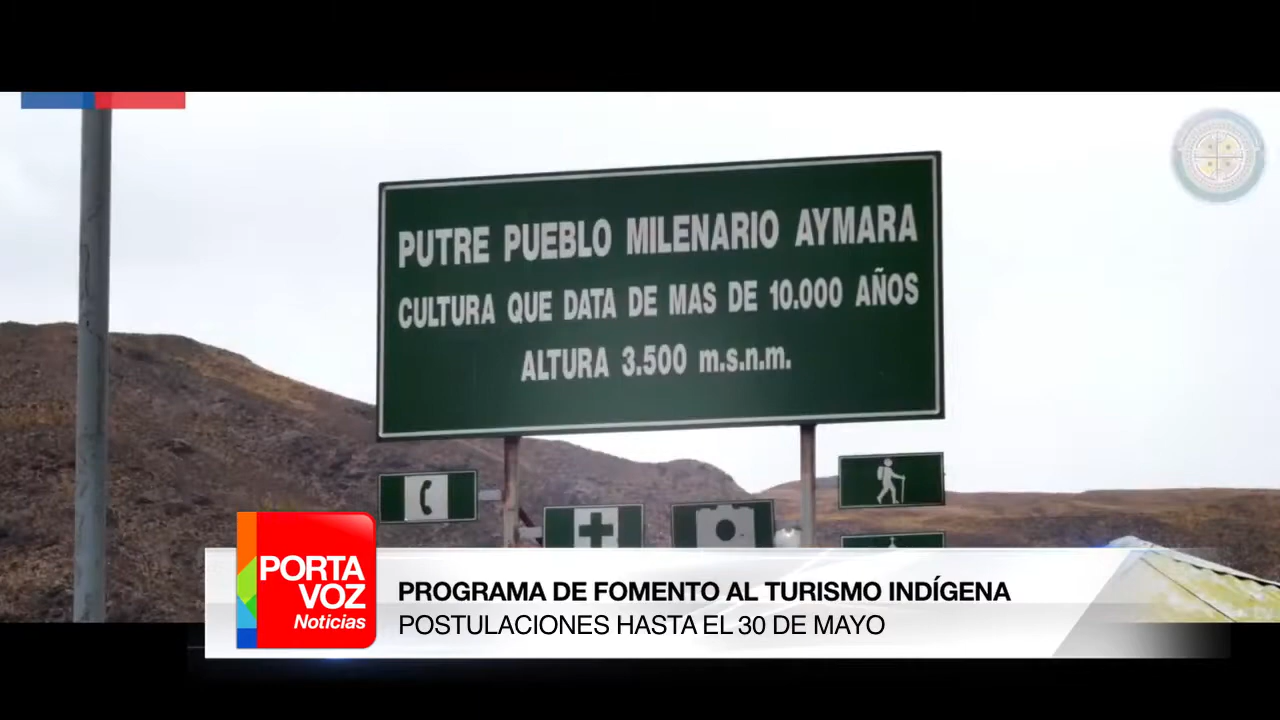 PUTRE PUEBLO MILENARIO AYMARA
CULTURA QUE DATA DE MAS DE 10.000 AÑOS
ALTURA 3.500 m.s.n.m.
PORTA
VOZ
Noticias
PROGRAMA DE FOMENTO AL TURISMO INDÍGENA
POSTULACIONES HASTA EL 30 DE MAYO